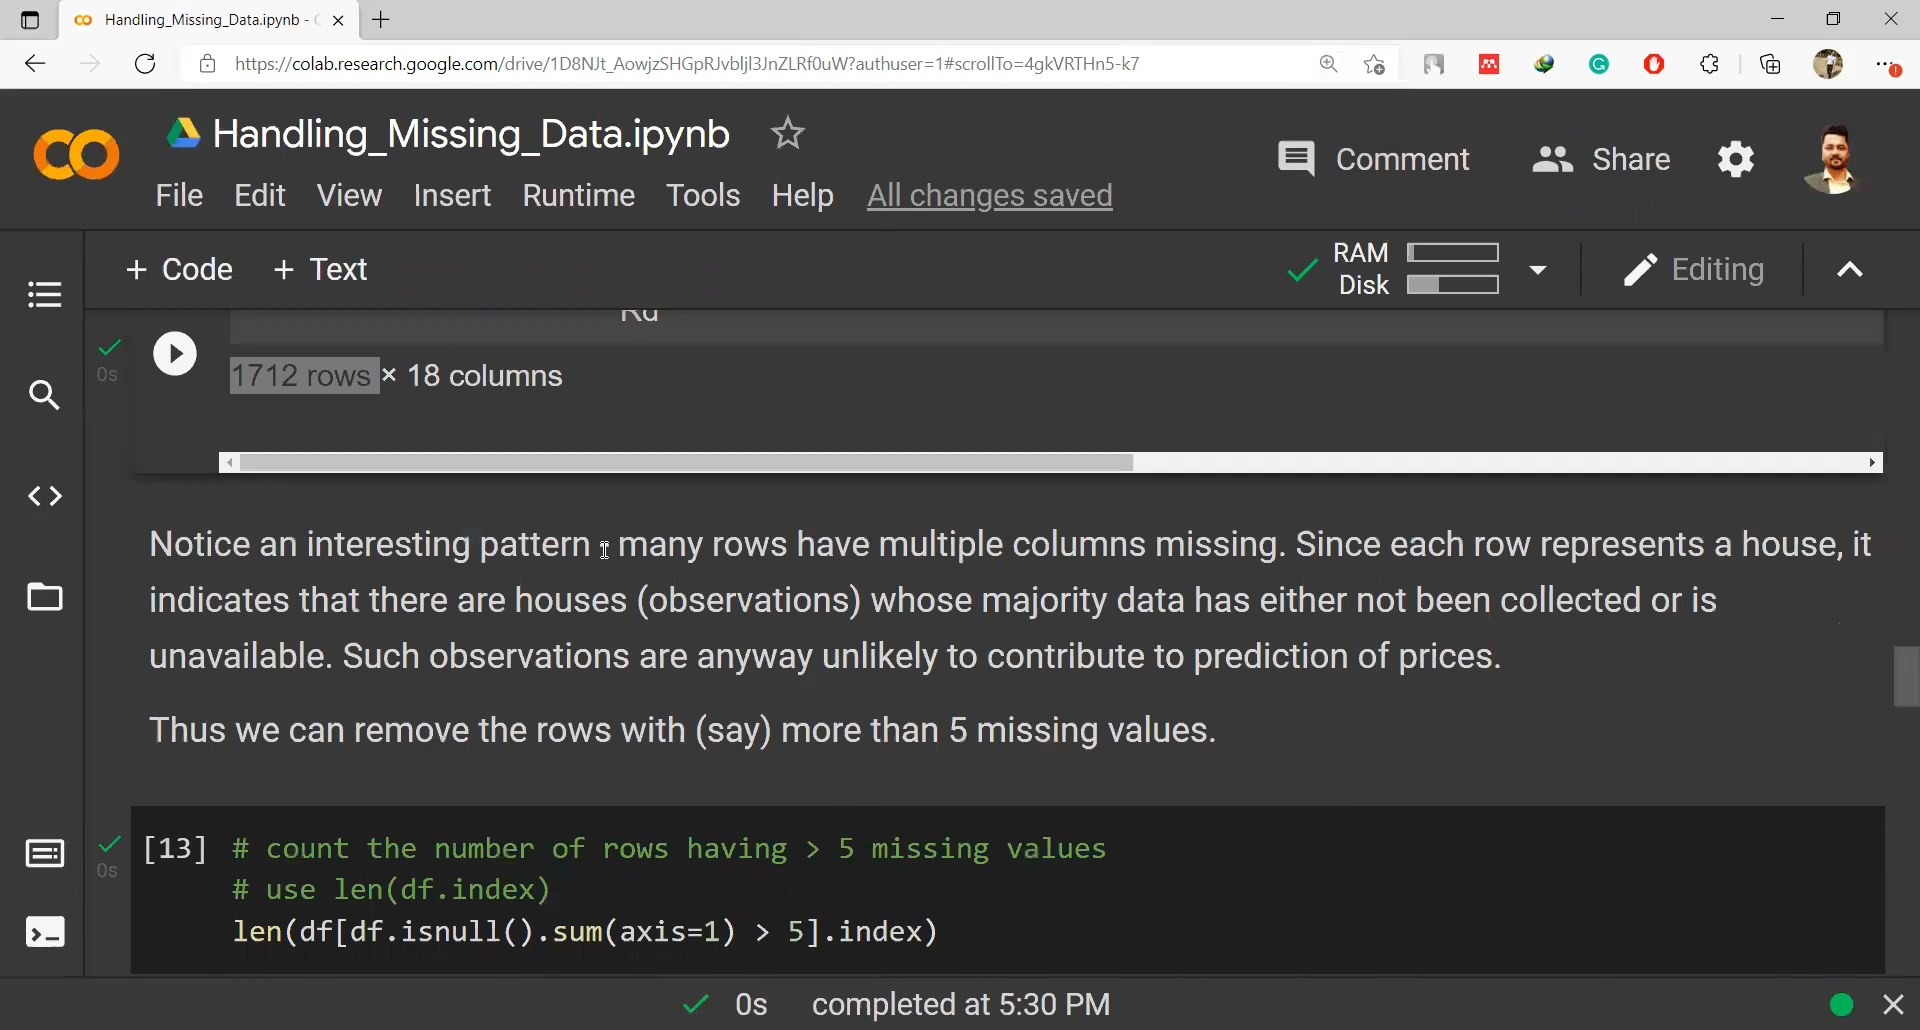 Handling_Missing_Data.ipynb - C
https://colab.research.google.com/drive/1D8NJt_AowjzSHGpRJvbljl3JnZLRf0uW?authuser=1#scrollTo=4gkVRTHn5-k7
Handling_Missing_Data.ipynb
Comment Share
File Edit View Insert Runtime Tools Help All changes saved
+ Code + Text
RAM
Disk
Editing
Rd
0s
1712 rows × 18 columns
Notice an interesting pattern - many rows have multiple columns missing. Since each row represents a house, it
indicates that there are houses (observations) whose majority data has either not been collected or is
unavailable. Such observations are anyway unlikely to contribute to prediction of prices.
Thus we can remove the rows with (say) more than 5 missing values.
[13] # count the number of rows having > 5 missing values
0s
# use len(df.index)
len(df[df.isnull().sum(axis=1) > 5].index)
0s completed at 5:30 PM